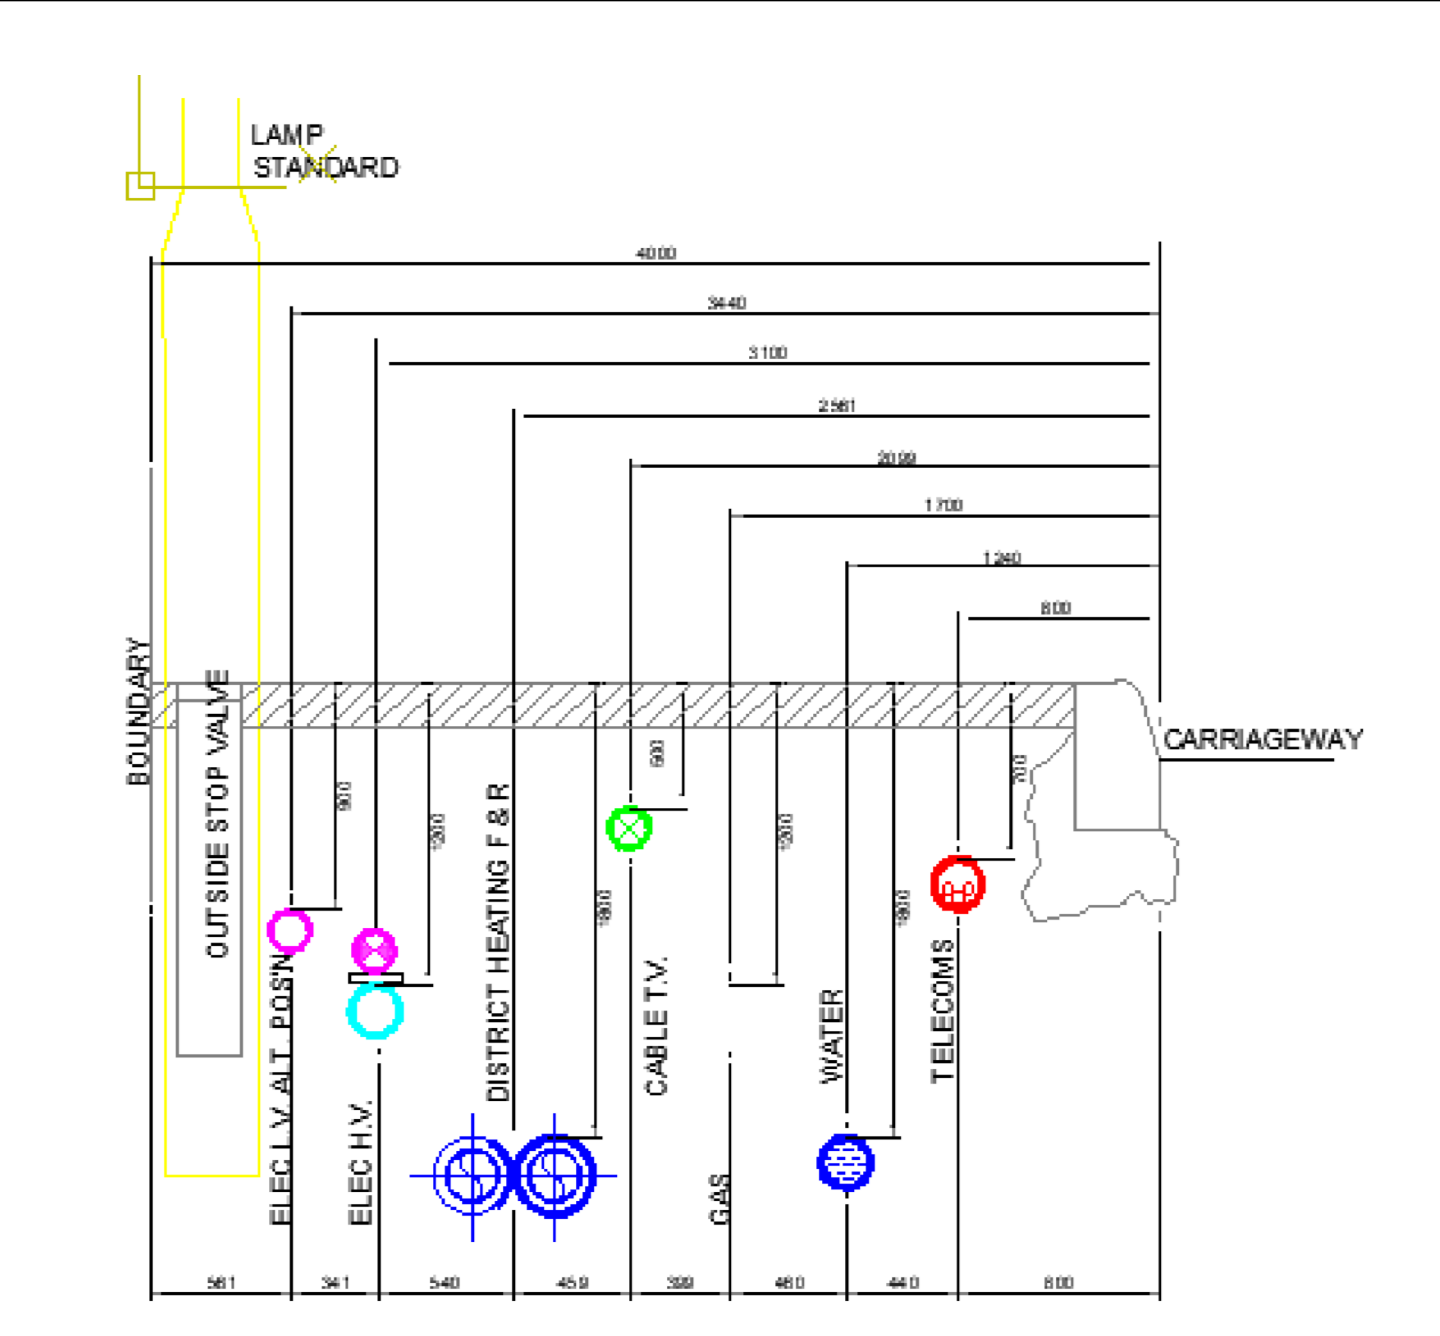 LAMP
STANDARD
4000
3440
3100
2561
2099
1700
1240
800
BOUNDARY
OUTSIDE STOP VALVE
CARRIAGEWAY
900
1200
600
1200
700
DISTRICT HEATING F & R
1800
1800
ELEC L.V. ALT. POS'N
ELEC H.V.
CABLE T.V.
GAS
WATER
TELECOMS
561
341
540
459
399
460
440
800